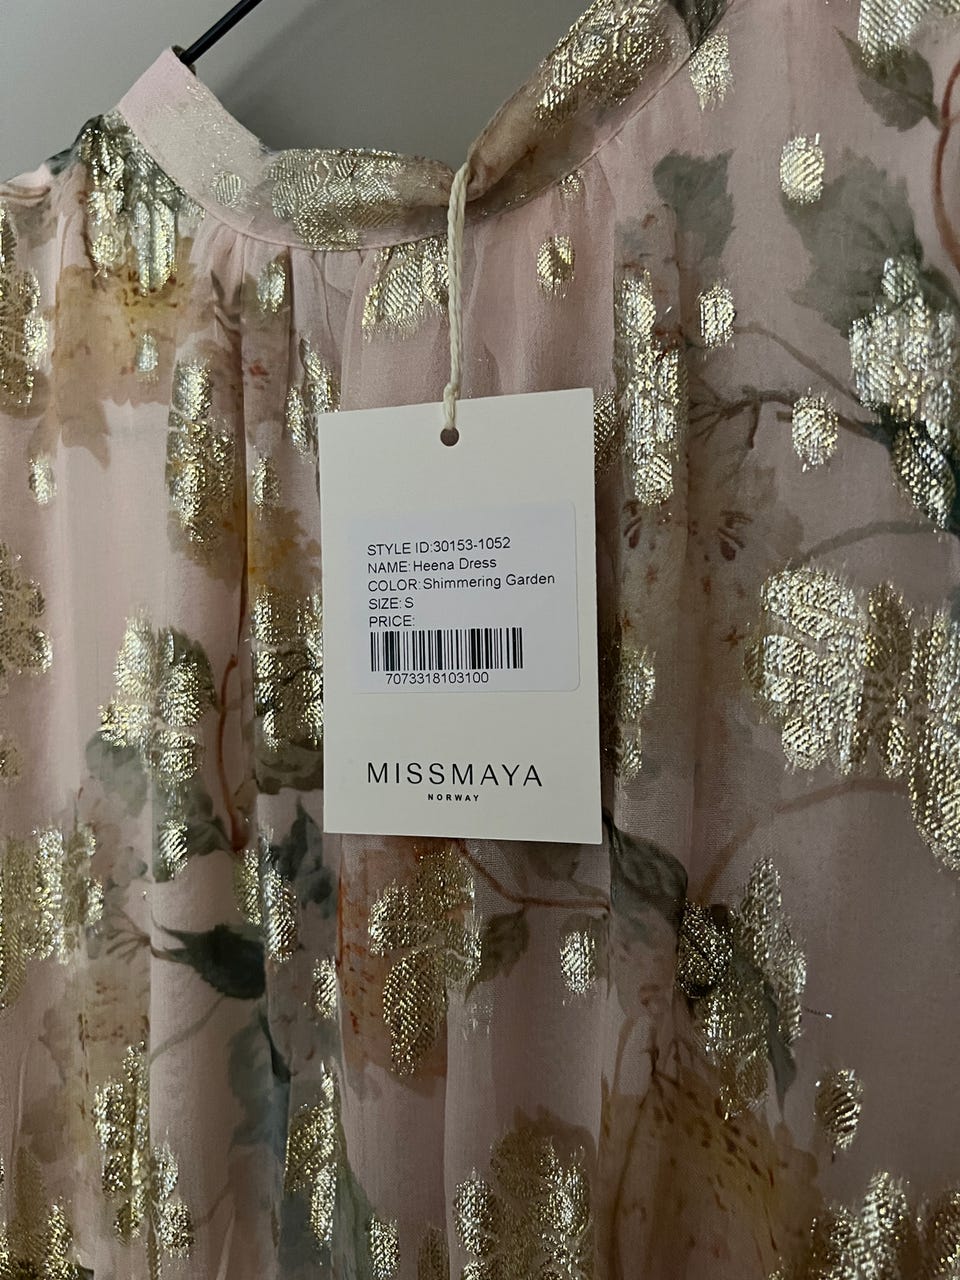 STYLE ID:30153-1052
NAME: Heena Dress
COLOR: Shimmering Garden
SIZE: S
PRICE:
7073318103100
MISSMAYA
NORWAY